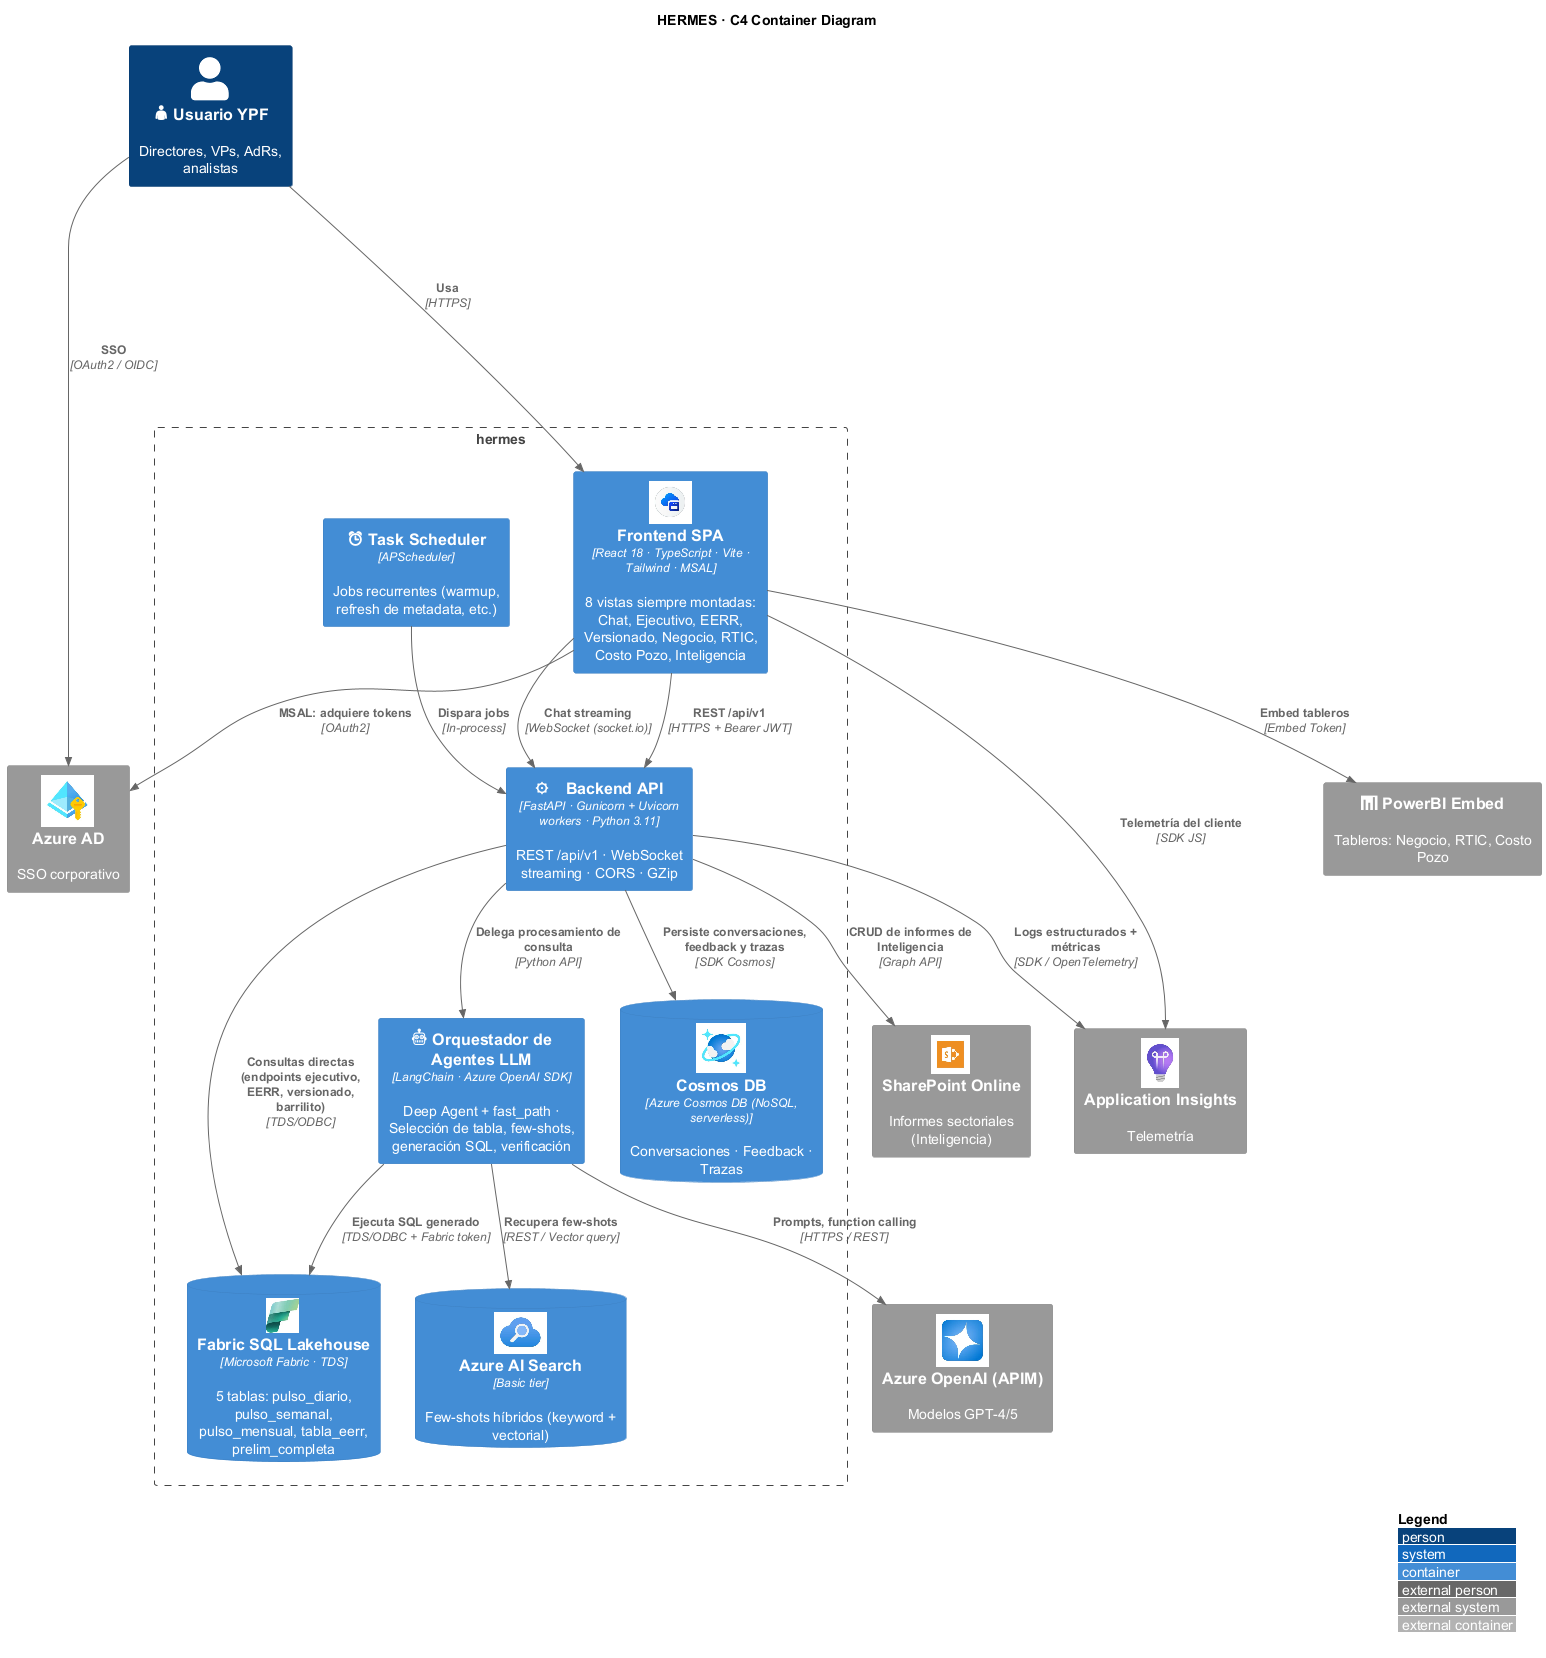 HERMES · C4 Container Diagram
Usuario YPF
Directores, VPs, AdRs,
analistas
Usa
[HTTPS]
SSO
[OAuth2 / OIDC]
hermes
Frontend SPA
[React 18 · TypeScript · Vite ·
Tailwind · MSAL]
8 vistas siempre montadas:
Chat, Ejecutivo, EERR,
Versionado, Negocio, RTIC,
Costo Pozo, Inteligencia
Task Scheduler
[APScheduler]
Jobs recurrentes (warmup,
refresh de metadata, etc.)
MSAL: adquiere tokens
[OAuth2]
Dispara jobs
[In-process]
Chat streaming
[WebSocket (socket.io)]
REST /api/v1
[HTTPS + Bearer JWT]
Embed tableros
[Embed Token]
Telemetría del cliente
[SDK JS]
Azure AD
SSO corporativo
Backend API
[FastAPI · Gunicorn + Uvicorn
workers · Python 3.11]
REST /api/v1 · WebSocket
streaming · CORS · GZip
PowerBI Embed
Tableros: Negocio, RTIC, Costo
Pozo
Delega procesamiento de
consulta
[Python API]
Persiste conversaciones,
feedback y trazas
[SDK Cosmos]
CRUD de informes de
Inteligencia
[Graph API]
Logs estructurados +
métricas
[SDK / OpenTelemetry]
Consultas directas
(endpoints ejecutivo,
EERR, versionado,
barrilito)
[TDS/ODBC]
Orquestador de
Agentes LLM
[LangChain · Azure OpenAI SDK]
Deep Agent + fast_path ·
Selección de tabla, few-shots,
generación SQL, verificación
Cosmos DB
[Azure Cosmos DB (NoSQL,
serverless)]
Conversaciones · Feedback ·
Trazas
SharePoint Online
Informes sectoriales
(Inteligencia)
Application Insights
Telemetría
Ejecuta SQL generado
[TDS/ODBC + Fabric token]
Recupera few-shots
[REST / Vector query]
Prompts, function calling
[HTTPS / REST]
Fabric SQL Lakehouse
[Microsoft Fabric · TDS]
5 tablas: pulso_diario,
pulso_semanal,
pulso_mensual, tabla_eerr,
prelim_completa
Azure AI Search
[Basic tier]
Few-shots híbridos (keyword +
vectorial)
Azure OpenAI (APIM)
Modelos GPT-4/5
Legend
person
system
container
external person
external system
external container